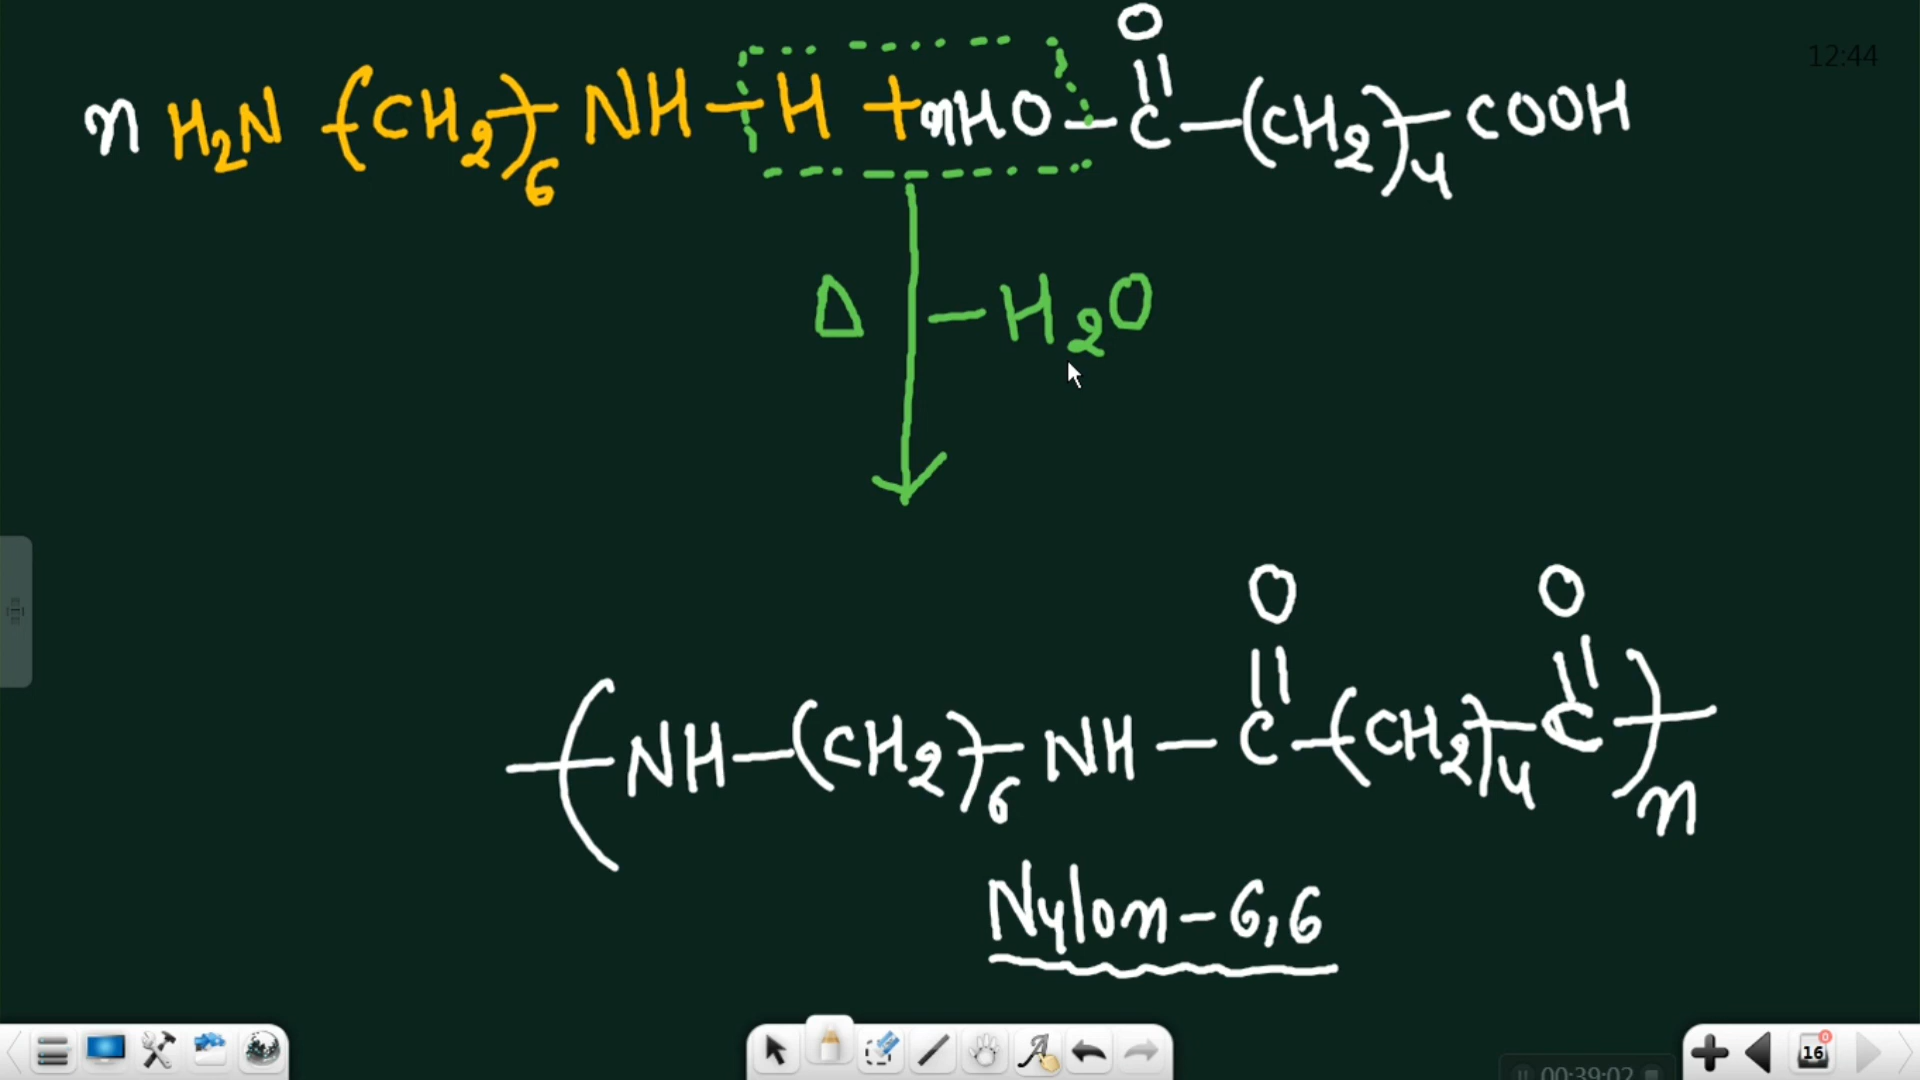 12:44
O
||
n H₂N (CH₂)₆ NH - H + nHO - C - (CH₂)₄ COOH
Δ - H₂O
O O
|| ||
( NH - (CH₂)₆ NH - C - (CH₂)₄ C )n
Nylon - 6,6
16
0
00:39:02